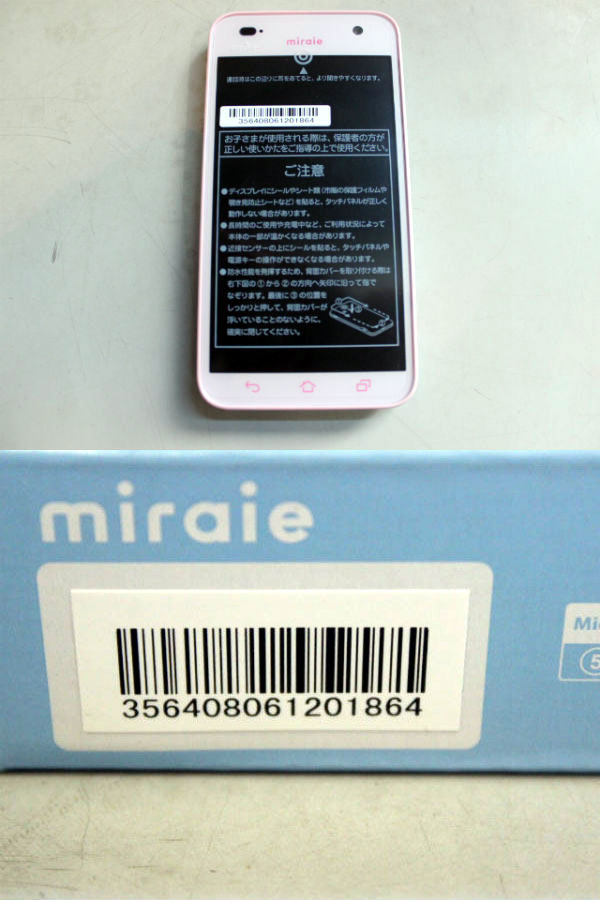 miraie
通話時はこの辺りに耳をあてると、より聞きやすくなります。
356408061201864
お子さまが使用される際は、保護者の方が
正しい使いかたをご指導の上で使用ください。
ご注意
●ディスプレイにシールやシート類(市販の保護フィルムや
覗き見防止シートなど)を貼ると、タッチパネルが正しく
動作しない場合があります。
●長時間のご使用や充電中など、ご利用状況によって
本体の一部が温かくなる場合があります。
●近接センサーの上にシールを貼ると、タッチパネルや
電源キーの操作ができなくなる場合があります。
●防水性能を発揮するため、背面カバーを取り付ける際は
右下図の①から②の方向へ矢印に沿って指で
なぞります。最後に③の位置を
しっかりと押して、背面カバーが
浮いていることのないように、
確実に閉じてください。
miraie
356408061201864
Mic
5